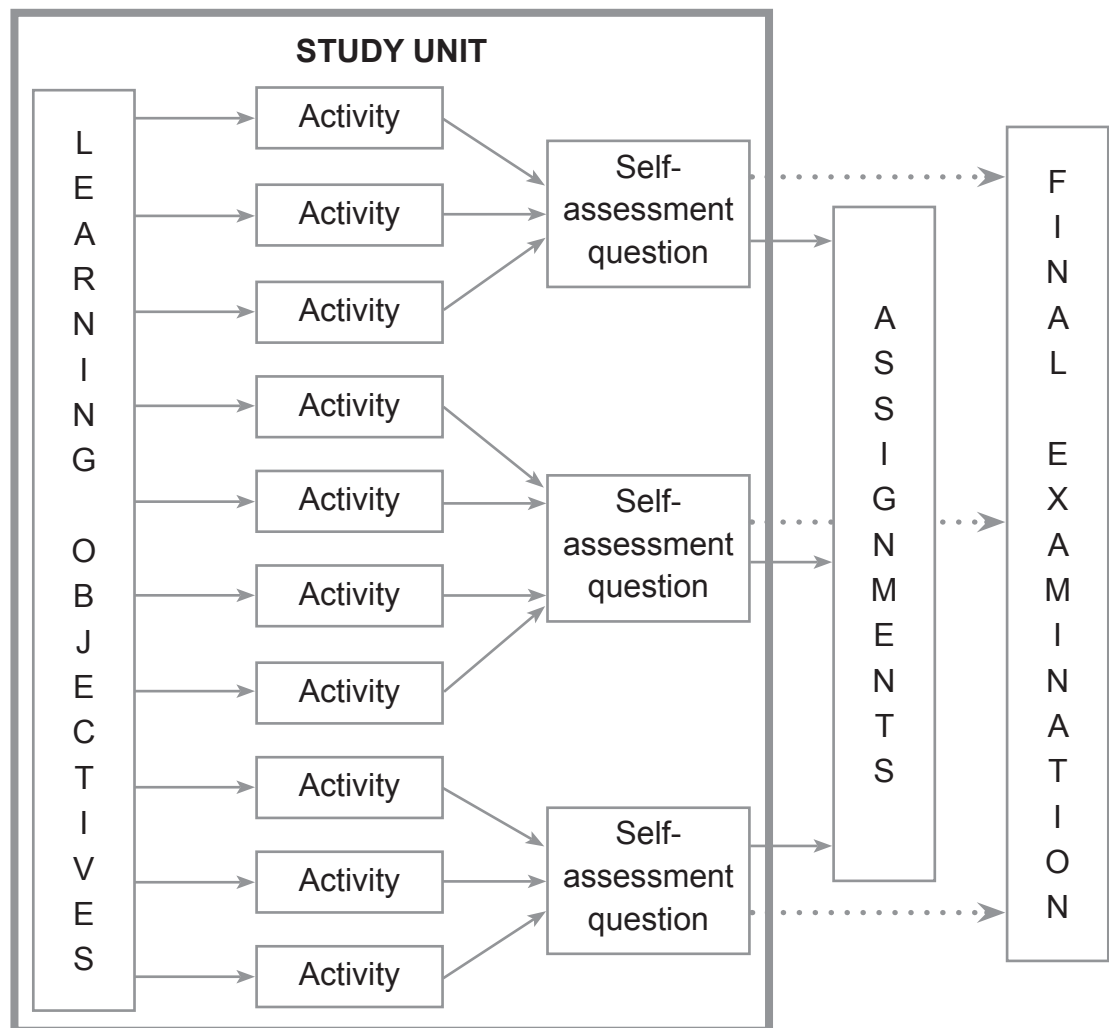 STUDY UNIT
LEARNING OBJECTIVES
Activity
Activity
Activity
Activity
Activity
Activity
Activity
Activity
Activity
Activity
Self-
assessment
question
Self-
assessment
question
Self-
assessment
question
ASSIGNMENTS
FINAL EXAMINATION